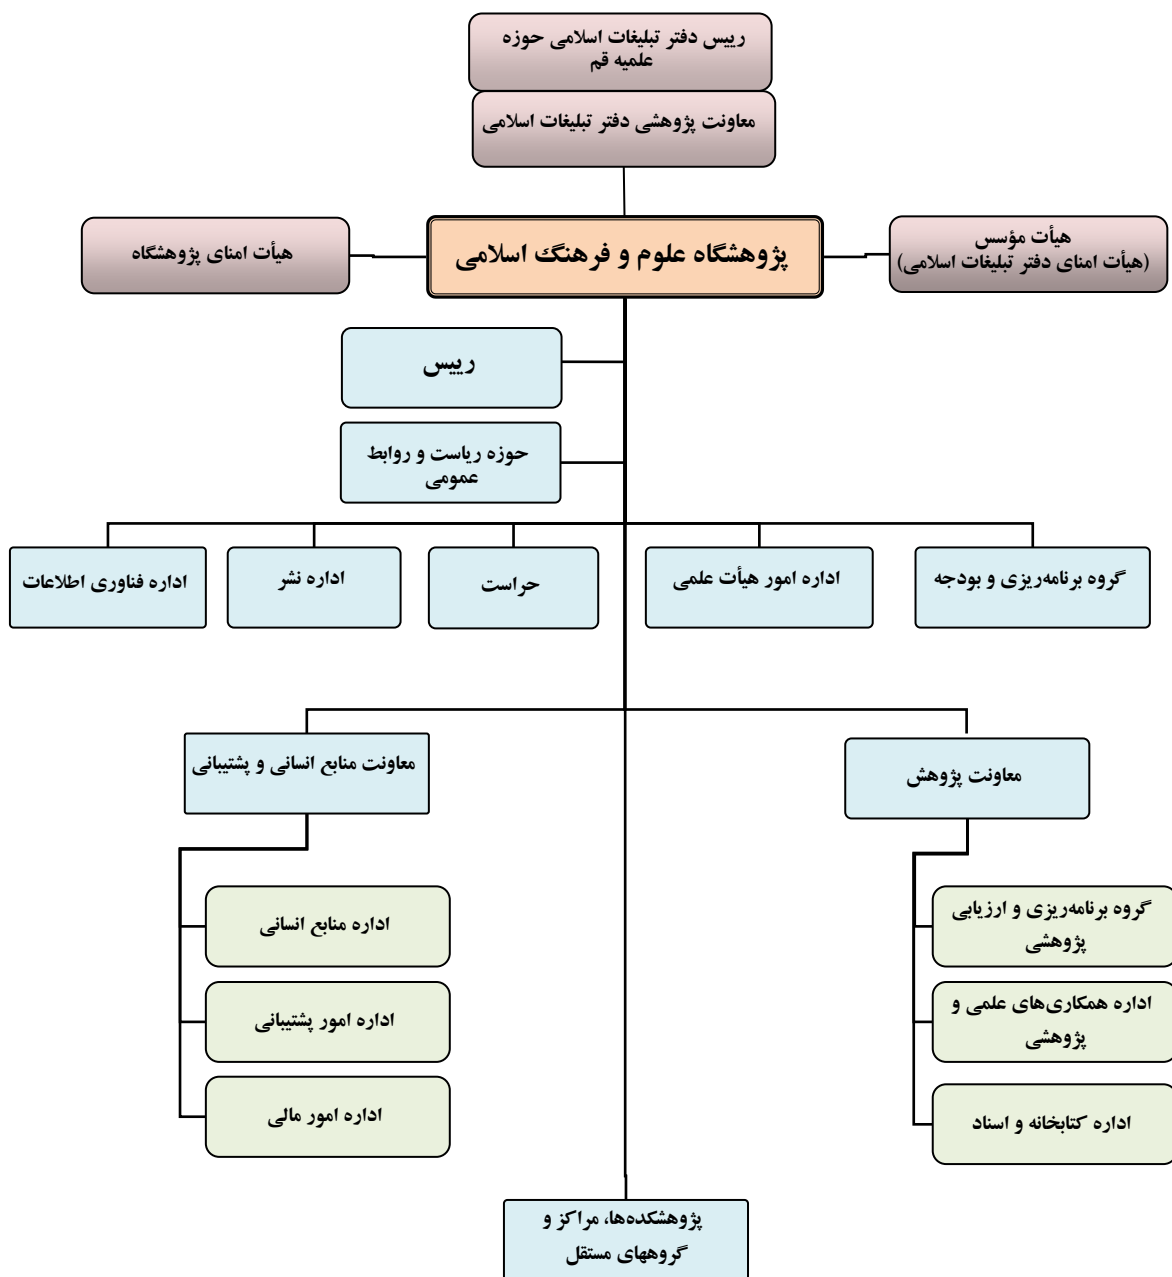 رییس دفتر تبلیغات اسلامی حوزه
علمیه قم
معاونت پژوهشی دفتر تبلیغات اسلامی
هیأت مؤسس
(هیأت امنای دفتر تبلیغات اسلامی)
پژوهشگاه علوم و فرهنگ اسلامی
هیأت امنای پژوهشگاه
رییس
حوزه ریاست و روابط
عمومی
گروه برنامه‌ریزی و بودجه
اداره امور هیأت علمی
حراست
اداره نشر
اداره فناوری اطلاعات
معاونت پژوهش
معاونت منابع انسانی و پشتیبانی
گروه برنامه‌ریزی و ارزیابی
پژوهشی
اداره همکاری‌های علمی و
پژوهشی
اداره کتابخانه و اسناد
اداره منابع انسانی
اداره امور پشتیبانی
اداره امور مالی
پژوهشکده‌ها، مراکز و
گروههای مستقل